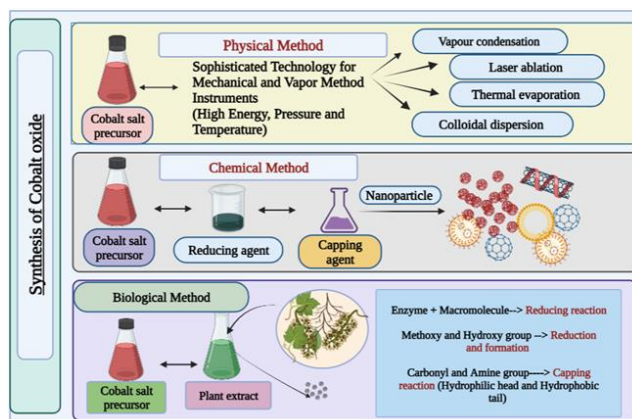 Synthesis of Cobalt oxide
Physical Method
Cobalt salt
precursor
Sophisticated Technology for
Mechanical and Vapor Method
Instruments
(High Energy, Pressure and
Temperature)
Vapour condensation
Laser ablation
Thermal evaporation
Colloidal dispersion
Chemical Method
Cobalt salt
precursor
Reducing agent
Capping
agent
Nanoparticle
Biological Method
Cobalt salt
precursor
Plant extract
Enzyme + Macromolecule--> Reducing reaction
Methoxy and Hydroxy group --> Reduction
and formation
Carbonyl and Amine group----> Capping
reaction (Hydrophilic head and Hydrophobic
tail)